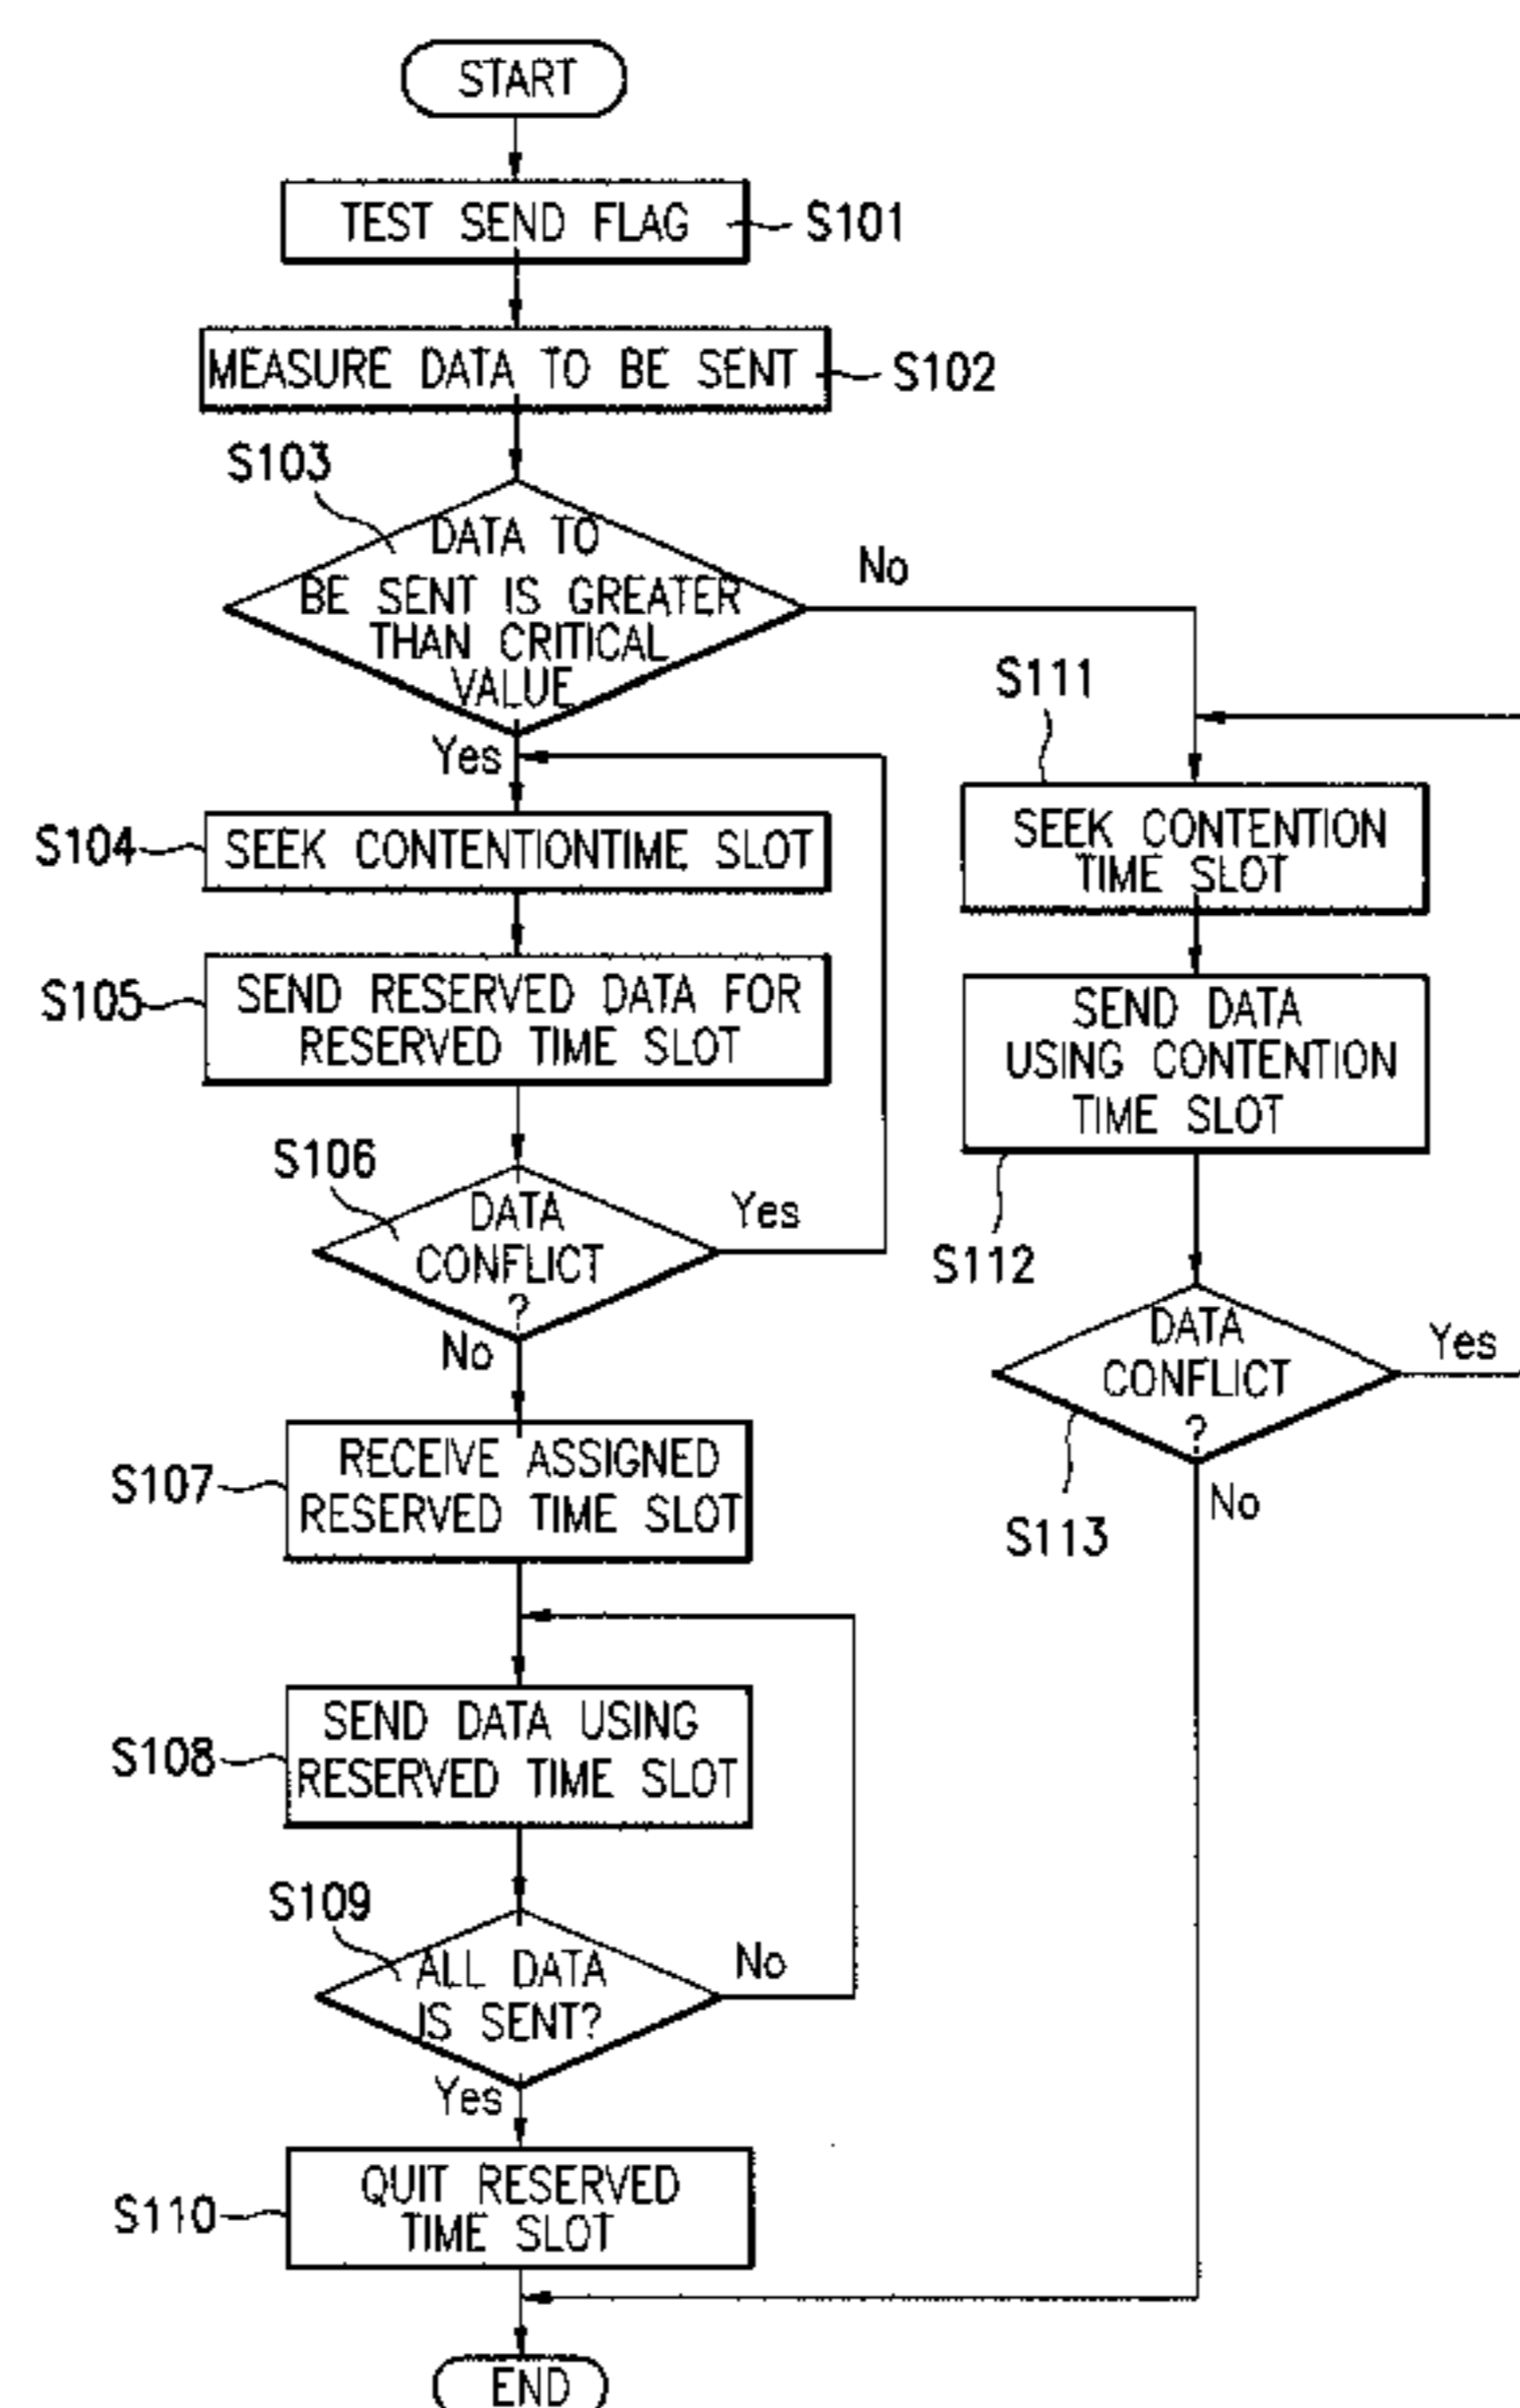 START
TEST SEND FLAG
S101
MEASURE DATA TO BE SENT
S102
S103
DATA TO
BE SENT IS GREATER
THAN CRITICAL
VALUE
No
Yes
S104
SEEK CONTENTIONTIME SLOT
S105
SEND RESERVED DATA FOR
RESERVED TIME SLOT
S106
DATA
CONFLICT
?
Yes
No
S107
RECEIVE ASSIGNED
RESERVED TIME SLOT
S108
SEND DATA USING
RESERVED TIME SLOT
S109
ALL DATA
IS SENT?
No
Yes
S110
QUIT RESERVED
TIME SLOT
END
S111
SEEK CONTENTION
TIME SLOT
SEND DATA
USING CONTENTION
TIME SLOT
S112
DATA
CONFLICT
?
Yes
S113
No